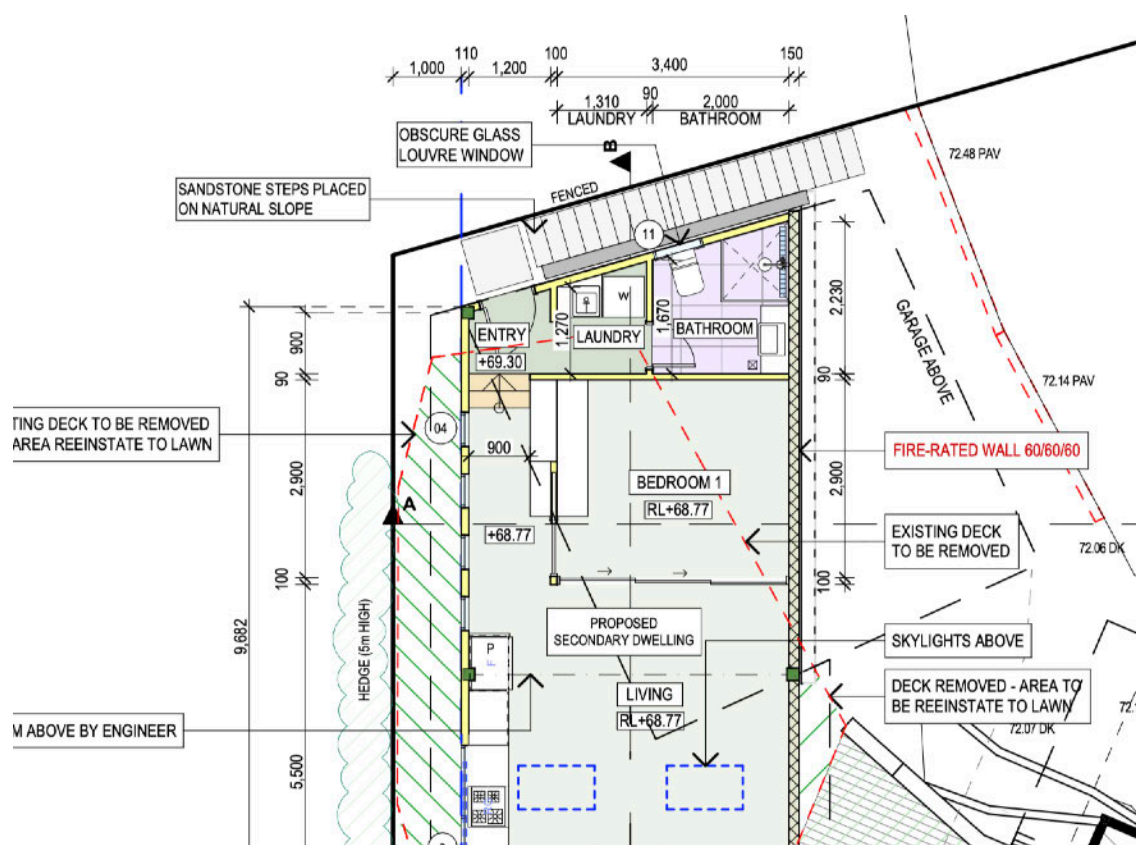 110
100
150
1,000
1,200
3,400
90
1,310
2,000
LAUNDRY
BATHROOM
OBSCURE GLASS
LOUVRE WINDOW
B
72.48 PAV
SANDSTONE STEPS PLACED
ON NATURAL SLOPE
FENCED
11
W
2,230
ENTRY
+69.30
1,270
LAUNDRY
1,670
BATHROOM
GARAGE ABOVE
900
90
90
72.14 PAV
TING DECK TO BE REMOVED
AREA REEINSTATE TO LAWN
04
900
FIRE-RATED WALL 60/60/60
2,900
2,900
BEDROOM 1
RL+68.77
A
+68.77
EXISTING DECK
TO BE REMOVED
72.06 DK
100
100
9,682
HEDGE (5m HIGH)
PROPOSED
SECONDARY DWELLING
SKYLIGHTS ABOVE
P
F
LIVING
RL+68.77
DECK REMOVED - AREA TO
BE REEINSTATE TO LAWN
72.07 DK
72.1
M ABOVE BY ENGINEER
5,500